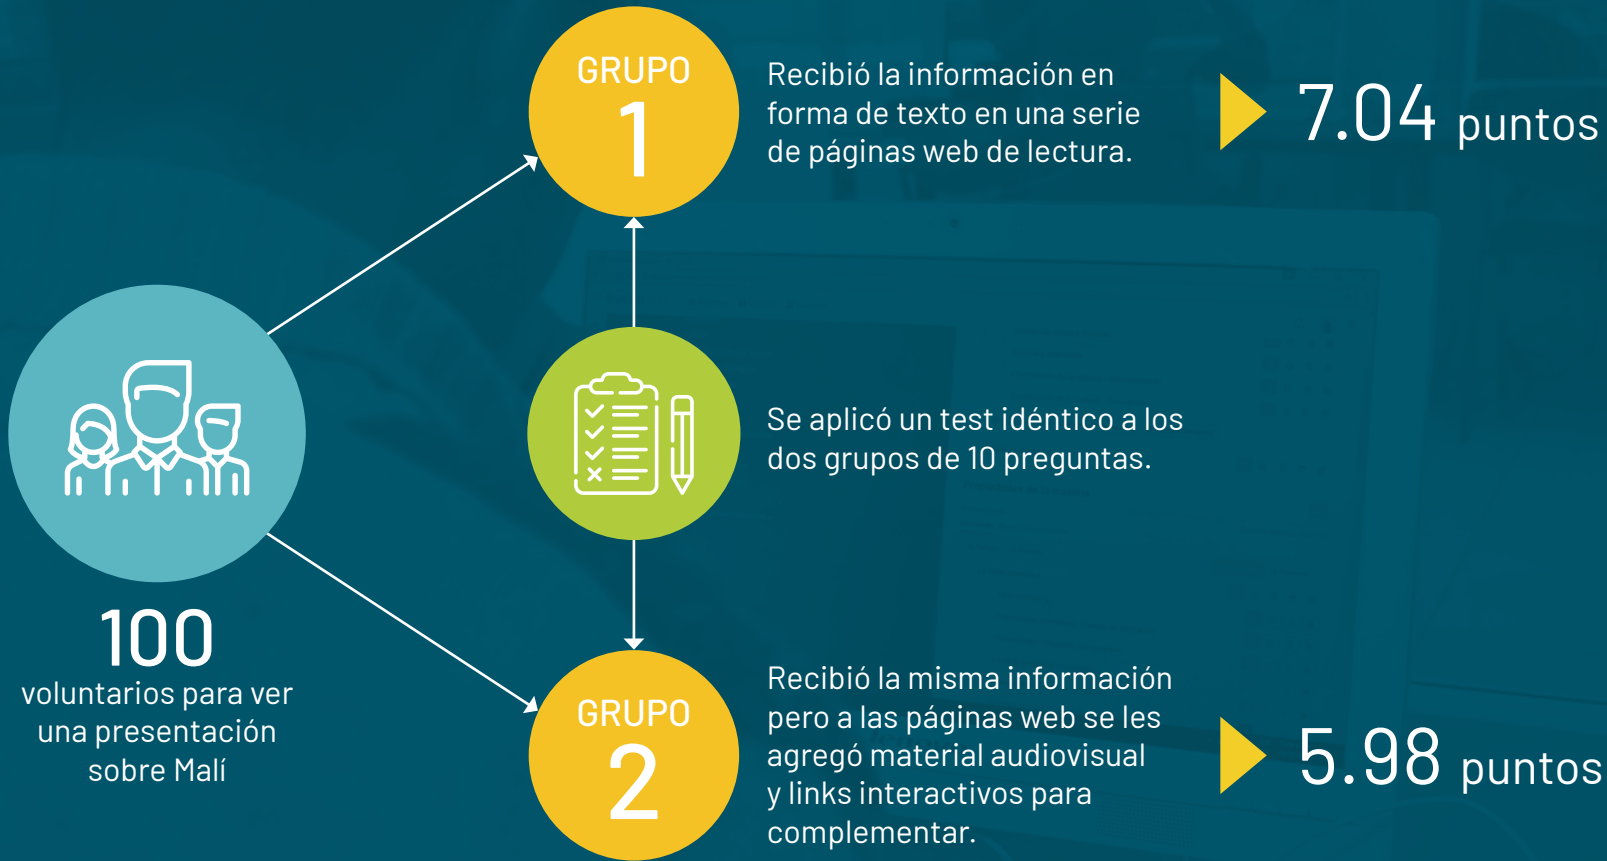 GRUPO
1
Recibió la información en
forma de texto en una serie
de páginas web de lectura.
7.04 puntos
100
voluntarios para ver
una presentación
sobre Malí
Se aplicó un test idéntico a los
dos grupos de 10 preguntas.
GRUPO
2
Recibió la misma información
pero a las páginas web se les
agregó material audiovisual
y links interactivos para
complementar.
5.98 puntos